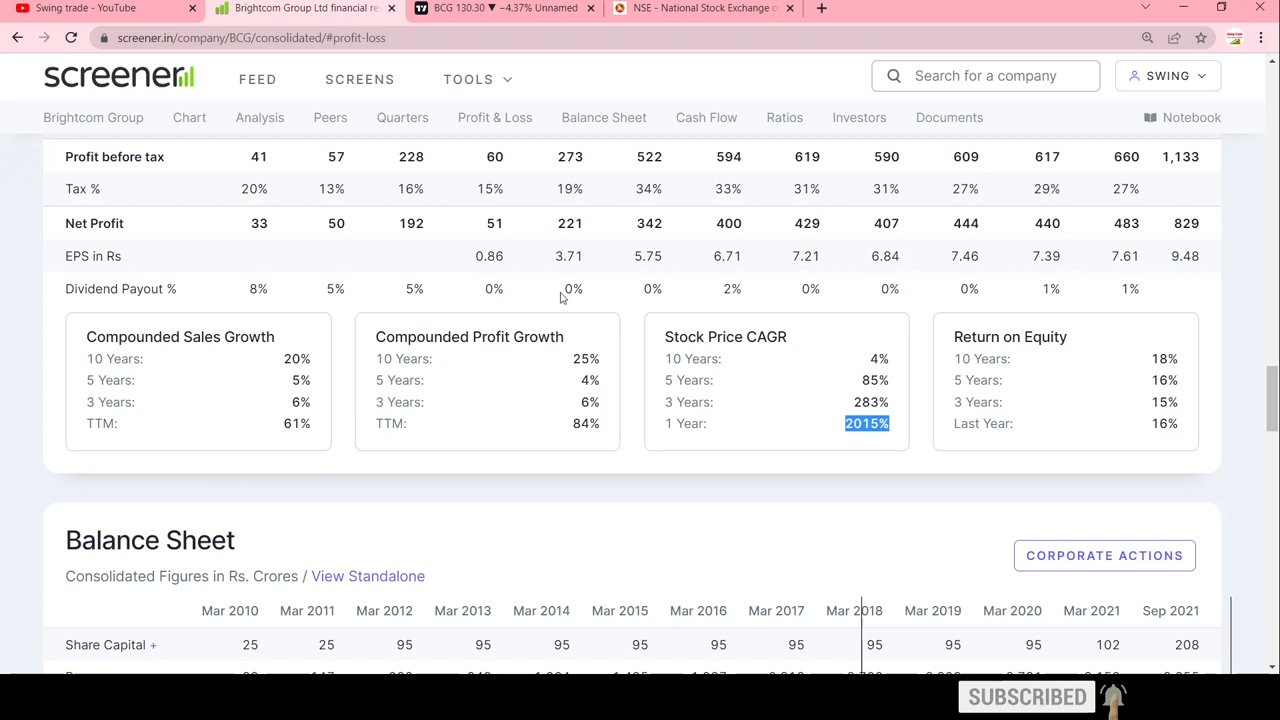 Swing trade - YouTube
Brightcom Group Ltd financial re
BCG 130.30 ▼ −4.37% Unnamed
NSE - National Stock Exchange o
screener.in/company/BCG/consolidated/#profit-loss
screener
FEED SCREENS TOOLS
Search for a company
SWING
Brightcom Group Chart Analysis Peers Quarters Profit & Loss Balance Sheet Cash Flow Ratios Investors Documents Notebook
Profit before tax 41 57 228 60 273 522 594 619 590 609 617 660 1,133
Tax % 20% 13% 16% 15% 19% 34% 33% 31% 31% 27% 29% 27%
Net Profit 33 50 192 51 221 342 400 429 407 444 440 483 829
EPS in Rs 0.86 3.71 5.75 6.71 7.21 6.84 7.46 7.39 7.61 9.48
Dividend Payout % 8% 5% 5% 0% 0% 0% 2% 0% 0% 0% 1% 1%
Compounded Sales Growth
10 Years: 20%
5 Years: 5%
3 Years: 6%
TTM: 61%
Compounded Profit Growth
10 Years: 25%
5 Years: 4%
3 Years: 6%
TTM: 84%
Stock Price CAGR
10 Years: 4%
5 Years: 85%
3 Years: 283%
1 Year: 2015%
Return on Equity
10 Years: 18%
5 Years: 16%
3 Years: 15%
Last Year: 16%
Balance Sheet
CORPORATE ACTIONS
Consolidated Figures in Rs. Crores / View Standalone
Mar 2010 Mar 2011 Mar 2012 Mar 2013 Mar 2014 Mar 2015 Mar 2016 Mar 2017 Mar 2018 Mar 2019 Mar 2020 Mar 2021 Sep 2021
Share Capital + 25 25 95 95 95 95 95 95 95 95 95 102 208
SUBSCRIBED